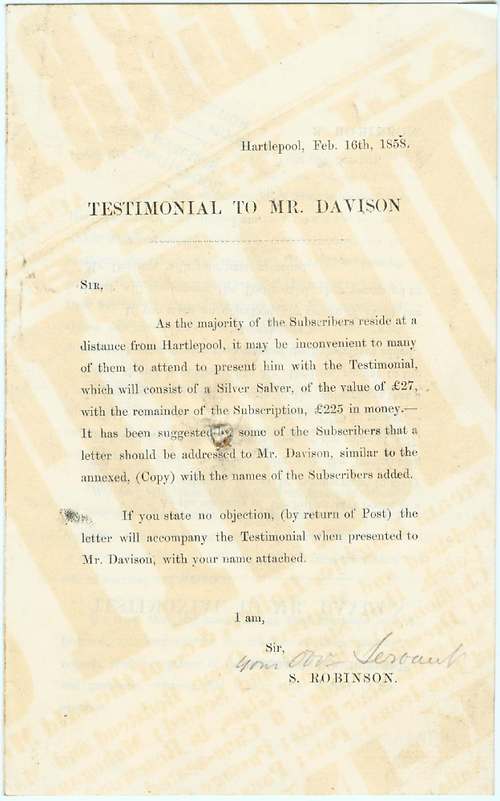 Hartlepool, Feb. 16th, 1858.
TESTIMONIAL TO MR. DAVISON
SIR,
As the majority of the Subscribers reside at a
distance from Hartlepool, it may be inconvenient to many
of them to attend to present him with the Testimonial,
which will consist of a Silver Salver, of the value of £27,
with the remainder of the Subscription, £225 in money.—
It has been suggested by some of the Subscribers that a
letter should be addressed to Mr. Davison, similar to the
annexed, (Copy) with the names of the Subscribers added.
If you state no objection, (by return of Post) the
letter will accompany the Testimonial when presented to
Mr. Davison, with your name attached.
I am,
Sir,
your Obt Servant
S. ROBINSON.